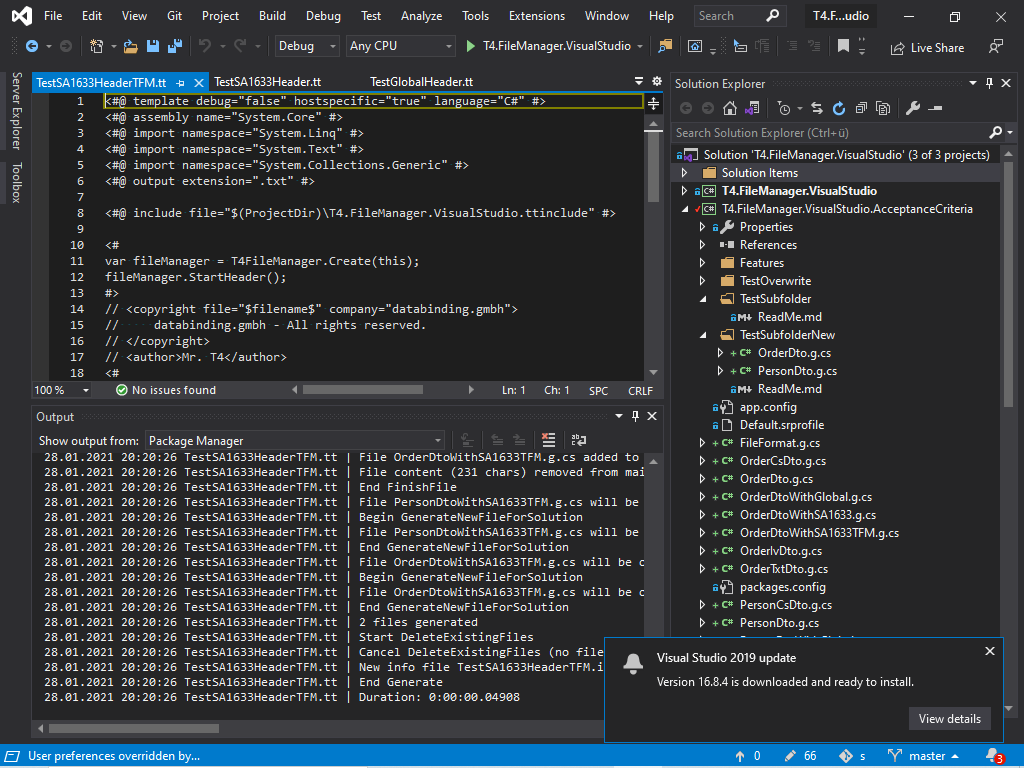 File Edit View Git Project Build Debug Test Analyze Tools Extensions Window Help Search T4.F...udio
Debug Any CPU T4.FileManager.VisualStudio Live Share
Server Explorer
Toolbox
TestSA1633HeaderTFM.tt TestSA1633Header.tt TestGlobalHeader.tt
1 <#@ template debug="false" hostspecific="true" language="C#" #>
2 <#@ assembly name="System.Core" #>
3 <#@ import namespace="System.Linq" #>
4 <#@ import namespace="System.Text" #>
5 <#@ import namespace="System.Collections.Generic" #>
6 <#@ output extension=".txt" #>
7
8 <#@ include file="$(ProjectDir)\T4.FileManager.VisualStudio.ttinclude" #>
9
10 <#
11 var fileManager = T4FileManager.Create(this);
12 fileManager.StartHeader();
13 #>
14 // <copyright file="$filename$" company="databinding.gmbh">
15 //     databinding.gmbh - All rights reserved.
16 // </copyright>
17 // <author>Mr. T4</author>
18 <#
100 % No issues found Ln: 1 Ch: 1 SPC CRLF
Output
Show output from: Package Manager
28.01.2021 20:20:26 TestSA1633HeaderTFM.tt | File OrderDtoWithSA1633TFM.g.cs added to
28.01.2021 20:20:26 TestSA1633HeaderTFM.tt | File content (231 chars) removed from mai
28.01.2021 20:20:26 TestSA1633HeaderTFM.tt | End FinishFile
28.01.2021 20:20:26 TestSA1633HeaderTFM.tt | File PersonDtoWithSA1633TFM.g.cs will be
28.01.2021 20:20:26 TestSA1633HeaderTFM.tt | Begin GenerateNewFileForSolution
28.01.2021 20:20:26 TestSA1633HeaderTFM.tt | File PersonDtoWithSA1633TFM.g.cs will be
28.01.2021 20:20:26 TestSA1633HeaderTFM.tt | End GenerateNewFileForSolution
28.01.2021 20:20:26 TestSA1633HeaderTFM.tt | File OrderDtoWithSA1633TFM.g.cs will be c
28.01.2021 20:20:26 TestSA1633HeaderTFM.tt | Begin GenerateNewFileForSolution
28.01.2021 20:20:26 TestSA1633HeaderTFM.tt | File OrderDtoWithSA1633TFM.g.cs will be c
28.01.2021 20:20:26 TestSA1633HeaderTFM.tt | End GenerateNewFileForSolution
28.01.2021 20:20:26 TestSA1633HeaderTFM.tt | 2 files generated
28.01.2021 20:20:26 TestSA1633HeaderTFM.tt | Start DeleteExistingFiles
28.01.2021 20:20:26 TestSA1633HeaderTFM.tt | Cancel DeleteExistingFiles (no file
28.01.2021 20:20:26 TestSA1633HeaderTFM.tt | New info file TestSA1633HeaderTFM.i
28.01.2021 20:20:26 TestSA1633HeaderTFM.tt | End Generate
28.01.2021 20:20:26 TestSA1633HeaderTFM.tt | Duration: 0:00:00.04908
Solution Explorer
Search Solution Explorer (Ctrl+ü)
Solution 'T4.FileManager.VisualStudio' (3 of 3 projects)
Solution Items
C# T4.FileManager.VisualStudio
C# T4.FileManager.VisualStudio.AcceptanceCriteria
Properties
References
Features
TestOverwrite
TestSubfolder
M↓ ReadMe.md
TestSubfolderNew
+ C# OrderDto.g.cs
+ C# PersonDto.g.cs
M↓ ReadMe.md
app.config
Default.srprofile
+ C# FileFormat.g.cs
+ C# OrderCsDto.g.cs
+ C# OrderDto.g.cs
+ C# OrderDtoWithGlobal.g.cs
+ C# OrderDtoWithSA1633.g.cs
+ C# OrderDtoWithSA1633TFM.g.cs
+ C# OrderIvDto.g.cs
+ C# OrderTxtDto.g.cs
packages.config
+ C# PersonCsDto.g.cs
+ C# PersonDto.g.cs
Visual Studio 2019 update
Version 16.8.4 is downloaded and ready to install.
View details
User preferences overridden by... 0 66 s master 3